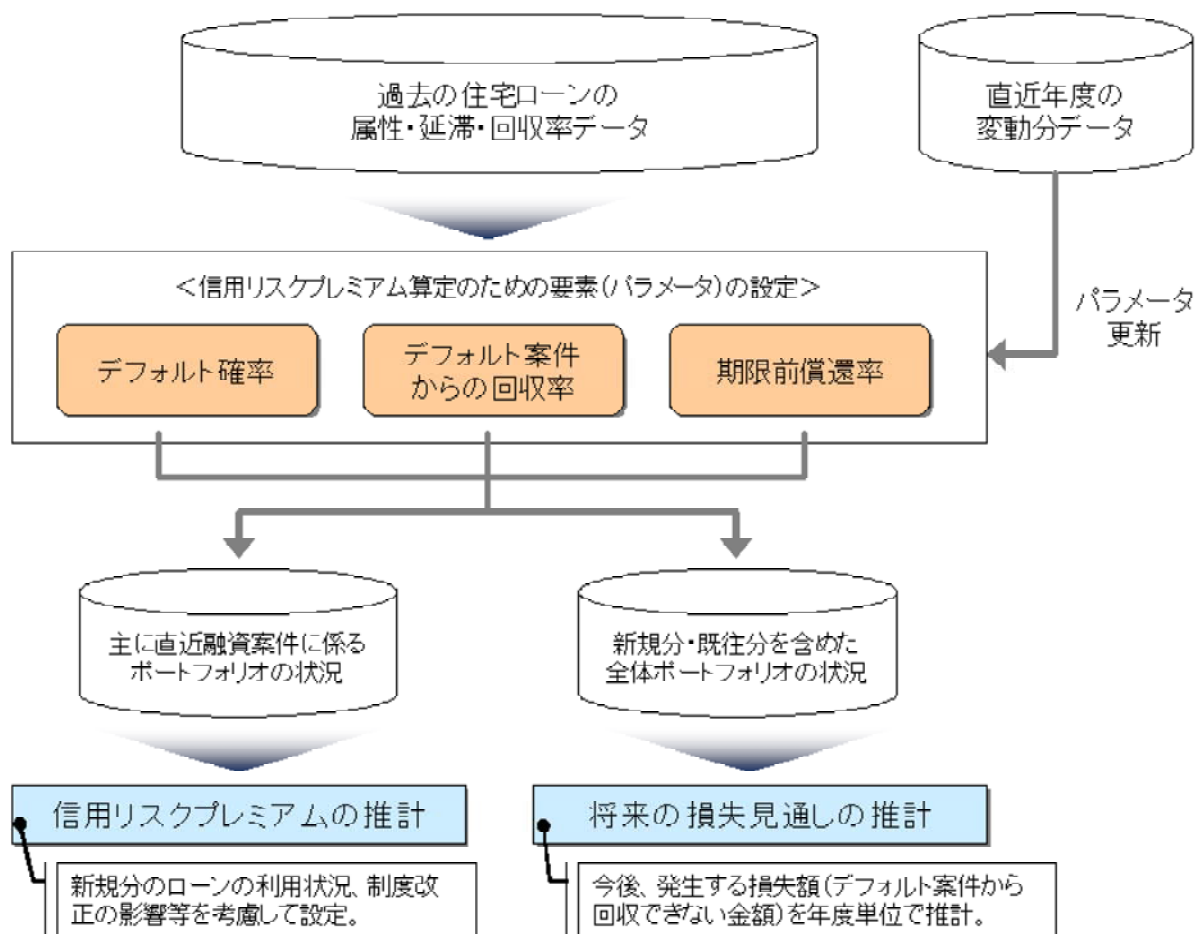 過去の住宅ローンの
属性・延滞・回収率データ
直近年度の
変動分データ
＜信用リスクプレミアム算定のための要素（パラメータ）の設定＞
パラメータ
更新
デフォルト確率
デフォルト案件
からの回収率
期限前償還率
主に直近融資案件に係る
ポートフォリオの状況
新規分・既往分を含めた
全体ポートフォリオの状況
信用リスクプレミアムの推計
将来の損失見通しの推計
新規分のローンの利用状況、制度改
正の影響等を考慮して設定。
今後、発生する損失額（デフォルト案件から
回収できない金額）を年度単位で推計。